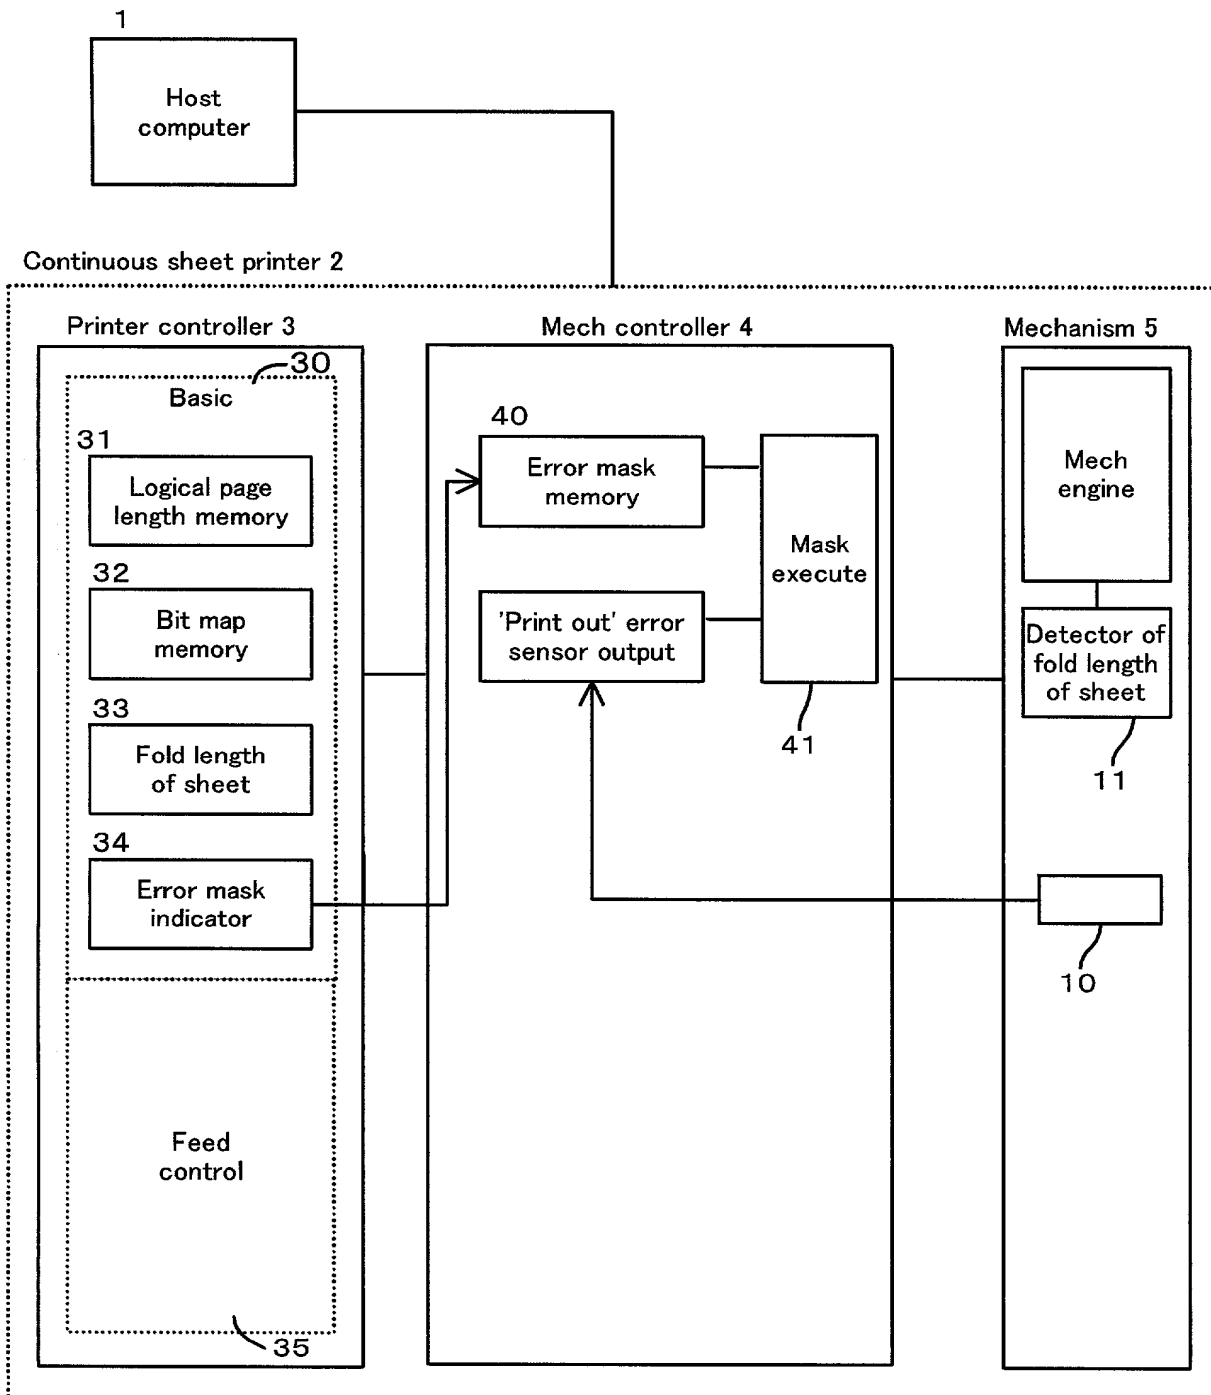 1
Host
computer
Continuous sheet printer 2
Printer controller 3
30
Basic
31
Logical page
length memory
32
Bit map
memory
33
Fold length
of sheet
34
Error mask
indicator
Feed
control
35
Mech controller 4
40
Error mask
memory
'Print out' error
sensor output
Mask
execute
41
Mechanism 5
Mech
engine
Detector of
fold length
of sheet
11
10